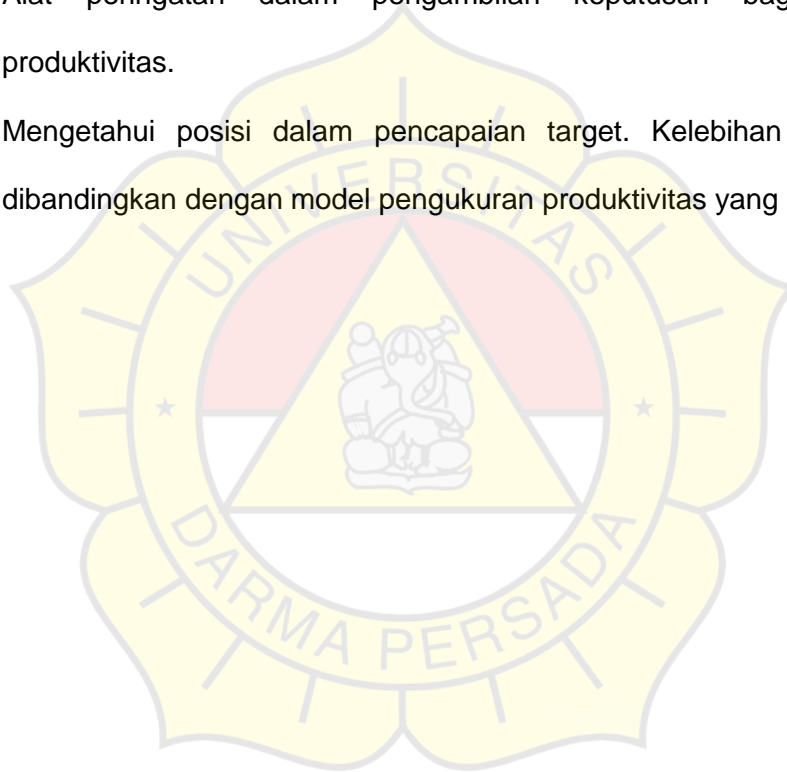 Alat peringatan dalam pengambilan keputusan bag
produktivitas.
Mengetahui posisi dalam pencapaian target. Kelebihan
dibandingkan dengan model pengukuran produktivitas yang
UNIVERSITAS
DARMA PERSADA